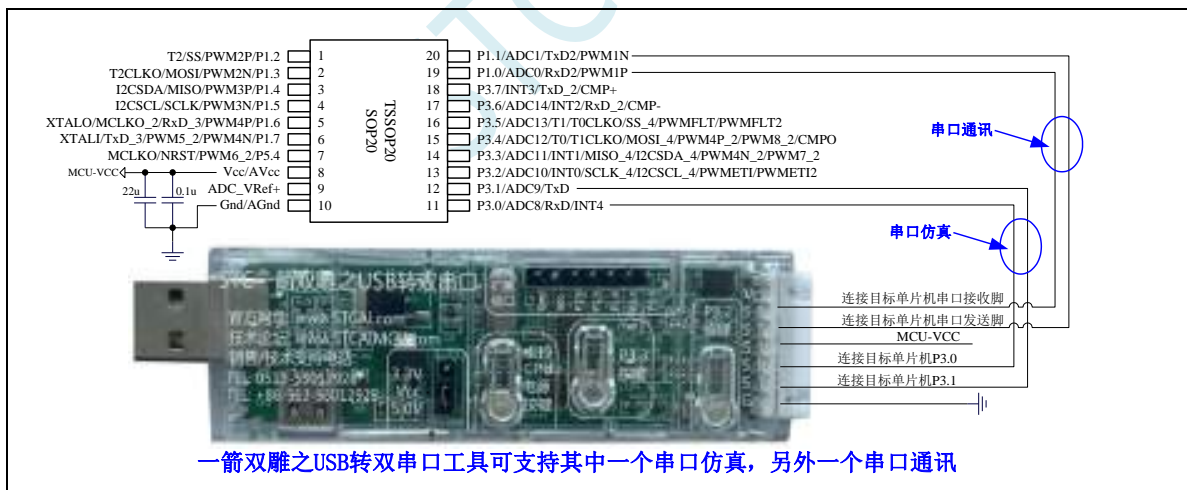 T2/SS/PWM2P/P1.2 1 20 P1.1/ADC1/TxD2/PWM1N
T2CLKO/MOSI/PWM2N/P1.3 2 19 P1.0/ADC0/RxD2/PWM1P
I2CSDA/MISO/PWM3P/P1.4 3 18 P3.7/INT3/TxD_2/CMP+
I2CSCL/SCLK/PWM3N/P1.5 4 17 P3.6/ADC14/INT2/RxD_2/CMP-
XTALO/MCLKO_2/RxD_3/PWM4P/P1.6 5 16 P3.5/ADC13/T1/T0CLKO/SS_4/PWMFLT/PWMFLT2
XTALI/TxD_3/PWM5_2/PWM4N/P1.7 6 15 P3.4/ADC12/T0/T1CLKO/MOSI_4/PWM4P_2/PWM8_2/CMPO
MCLKO/NRST/PWM6_2/P5.4 7 14 P3.3/ADC11/INT1/MISO_4/I2CSDA_4/PWM4N_2/PWM7_2
MCU-VCC Vcc/AVcc 8 13 P3.2/ADC10/INT0/SCLK_4/I2CSCL_4/PWMETI/PWMETI2
ADC_VRef+ 9 12 P3.1/ADC9/TxD
Gnd/AGnd 10 11 P3.0/ADC8/RxD/INT4
TSSOP20
SOP20
22u 0.1u
串口通讯
串口仿真
一箭双雕之USB转双串口
3.3V
Vcc
5.0V
连接目标单片机串口接收脚
连接目标单片机串口发送脚
MCU-VCC
连接目标单片机P3.0
连接目标单片机P3.1
一箭双雕之USB转双串口工具可支持其中一个串口仿真，另外一个串口通讯